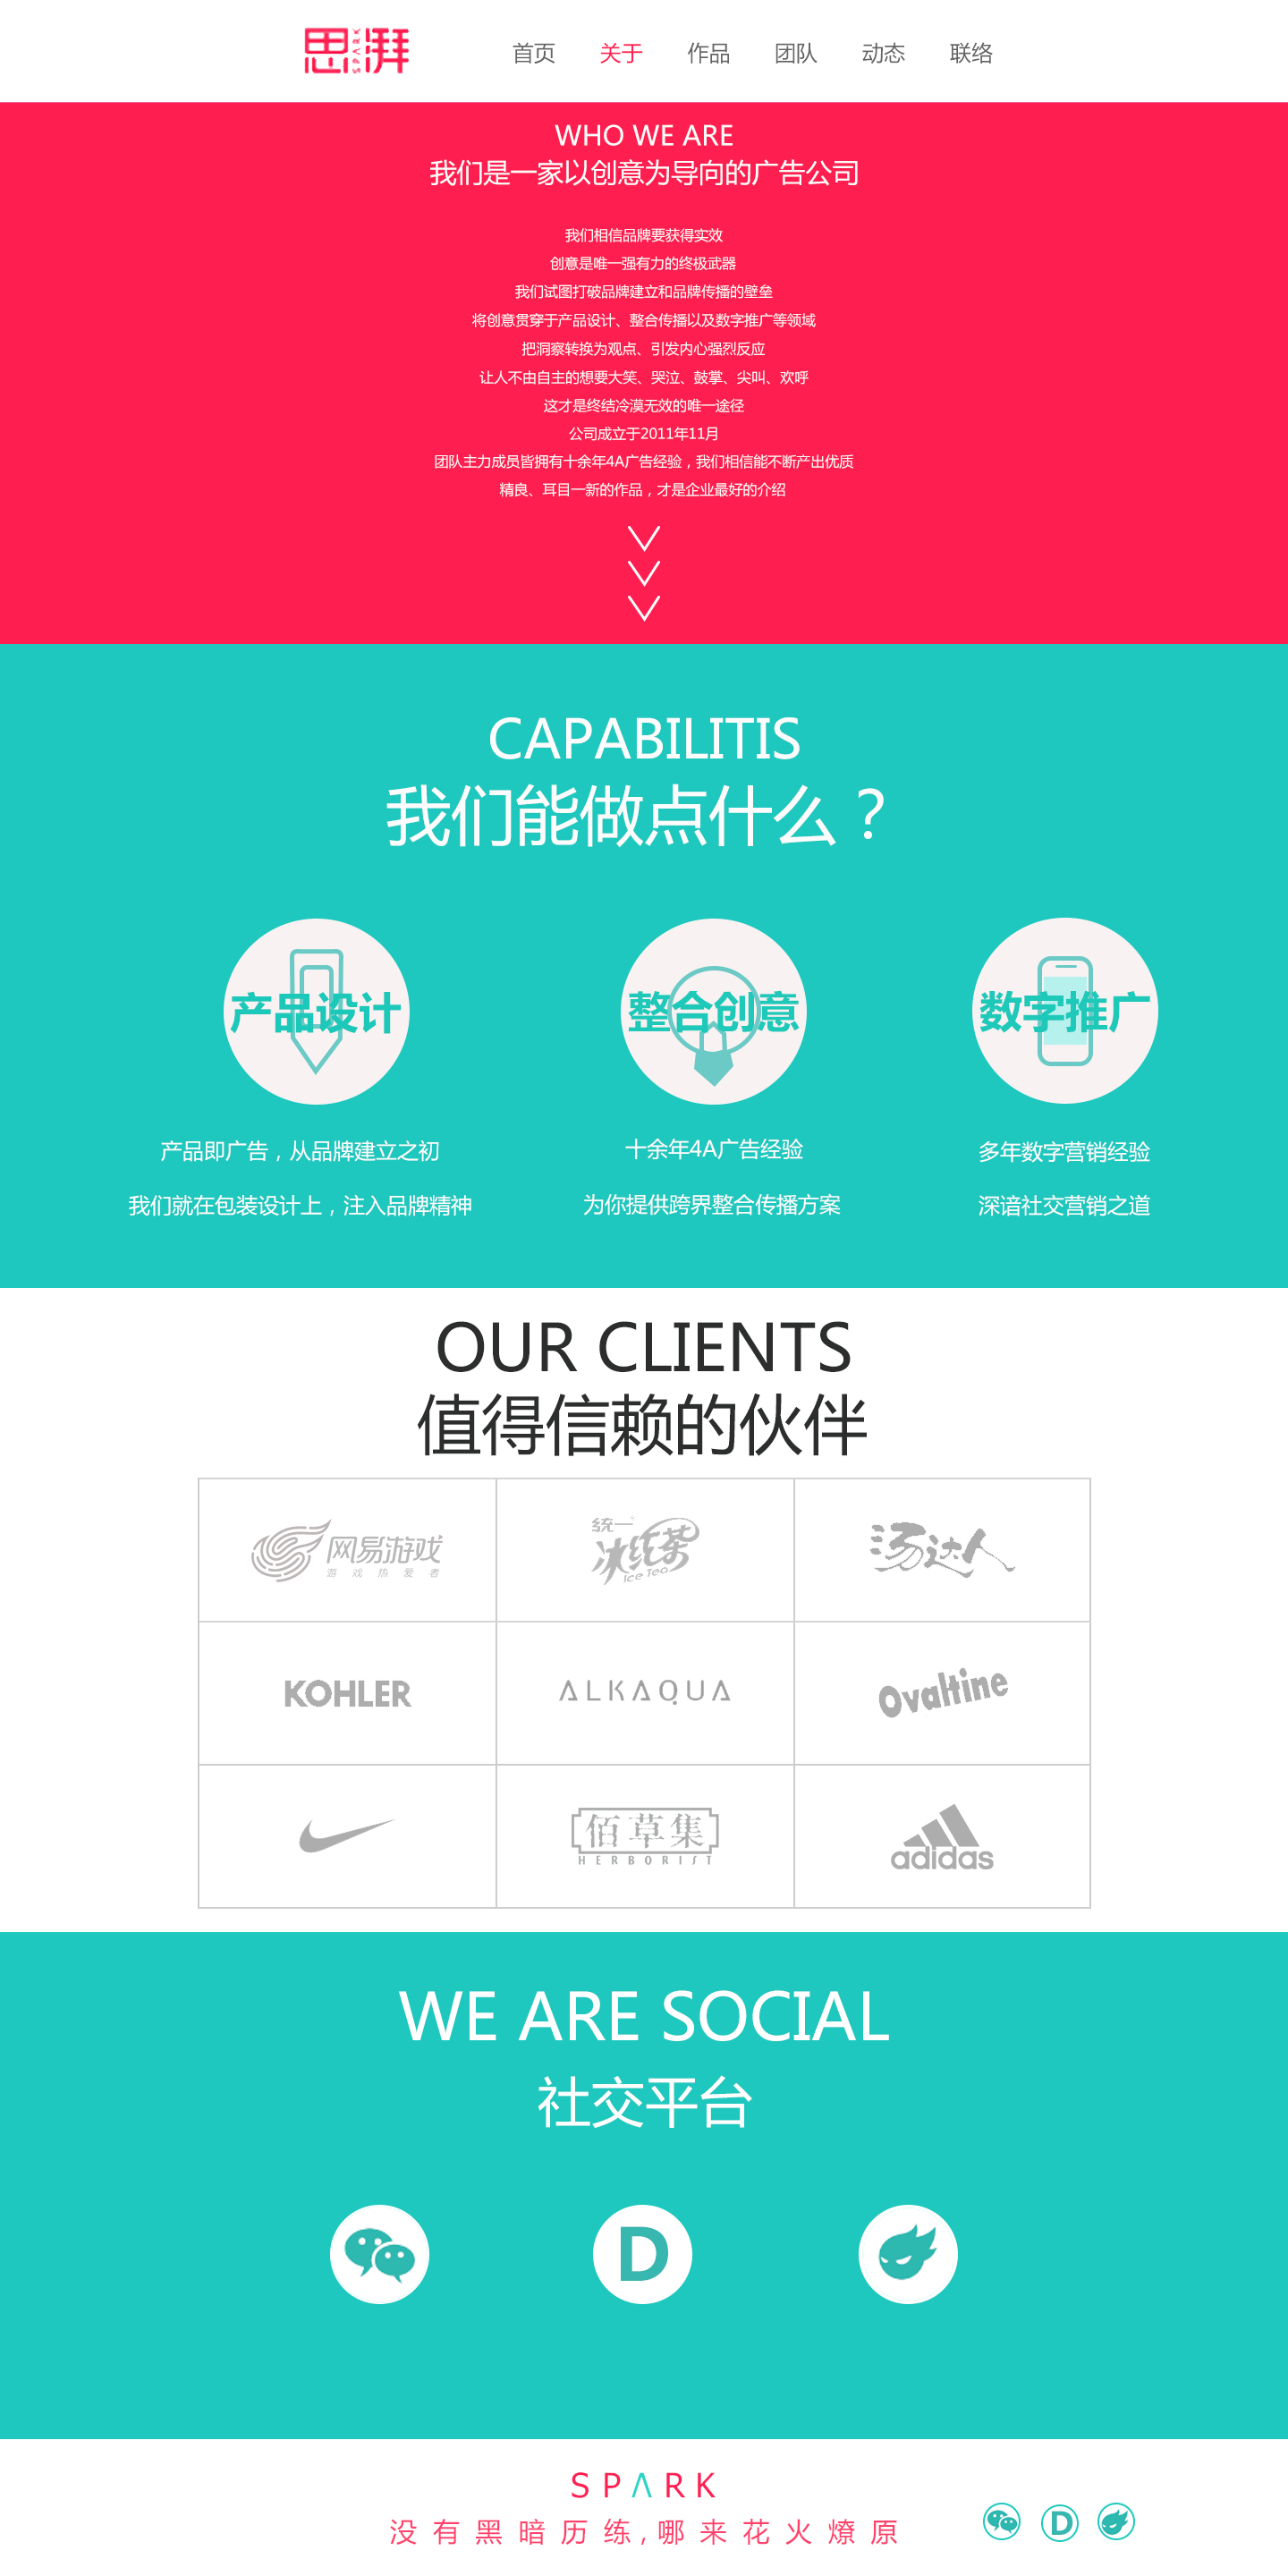 思湃
首页 关于 作品 团队 动态 联络
WHO WE ARE
我们是一家以创意为导向的广告公司
我们相信品牌要获得实效
创意是唯一强有力的终极武器
我们试图打破品牌建立和品牌传播的壁垒
将创意贯穿于产品设计、整合传播以及数字推广等领域
把洞察转换为观点、引发内心强烈反应
让人不由自主的想要大笑、哭泣、鼓掌、尖叫、欢呼
这才是终结冷漠无效的唯一途径
公司成立于2011年11月
团队主力成员皆拥有十余年4A广告经验，我们相信能不断产出优质
精良、耳目一新的作品，才是企业最好的介绍
CAPABILITIS
我们能做点什么？
产品设计 整合创意 数字推广
产品即广告，从品牌建立之初 十余年4A广告经验 多年数字营销经验
我们就在包装设计上，注入品牌精神 为你提供跨界整合传播方案 深谙社交营销之道
OUR CLIENTS
值得信赖的伙伴
网易游戏
游戏热爱者
统一
冰红茶
Ice Tea
汤达人
KOHLER ALKAQUA Ovaltine
佰草集
HERBORIST
adidas
WE ARE SOCIAL
社交平台
D
SPARK
没有黑暗历练,哪来花火燎原
D